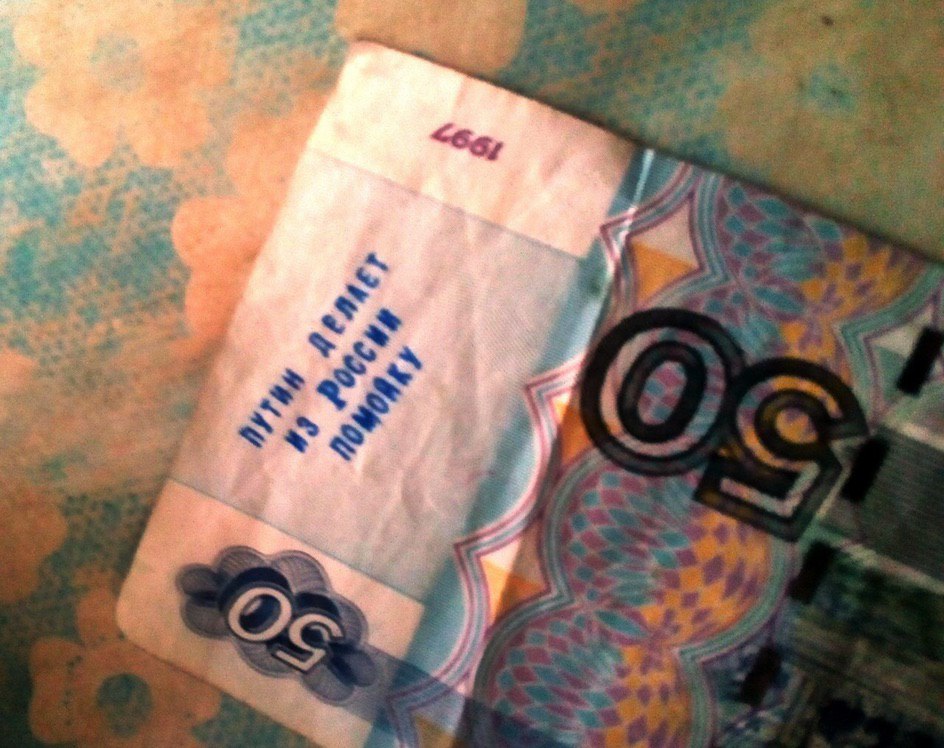 1997
ПУТИН ДЕЛАЕТ
ИЗ РОССИИ
ПОМОЙКУ
50
50